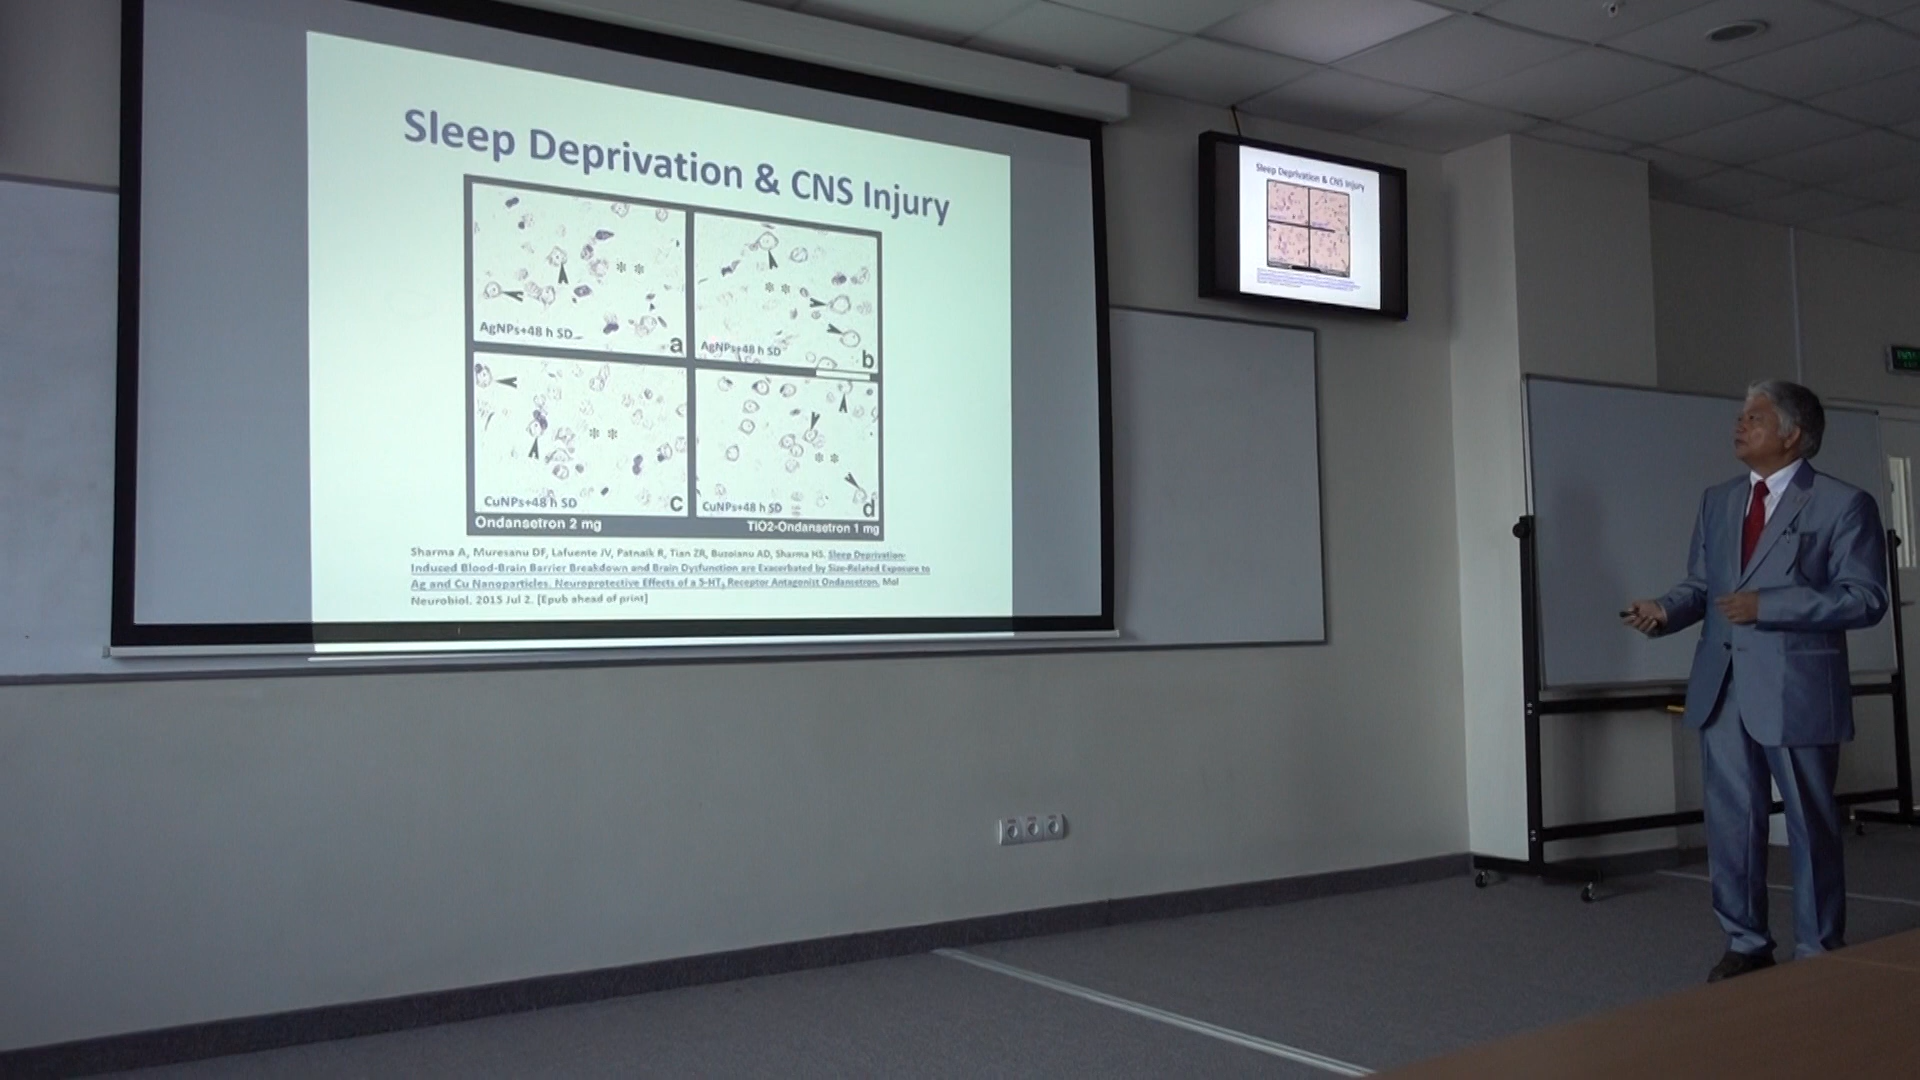 Sleep Deprivation & CNS Injury
AgNPs+48 h SD
a
AgNPs+48 h SD
b
CuNPs+48 h SD
c
CuNPs+48 h SD
d
Ondansetron 2 mg
TiO2-Ondansetron 1 mg
Sharma A, Muresanu DF, Lafuente JV, Patnaik R, Tian ZR, Buzoianu AD, Sharma HS. Sleep Deprivation-
Induced Blood-Brain Barrier Breakdown and Brain Dysfunction are Exacerbated by Size-Related Exposure to
Ag and Cu Nanoparticles. Neuroprotective Effects of a 5-HT3 Receptor Antagonist Ondansetron. Mol
Neurobiol. 2015 Jul 2. [Epub ahead of print]
Sleep Deprivation & CNS Injury